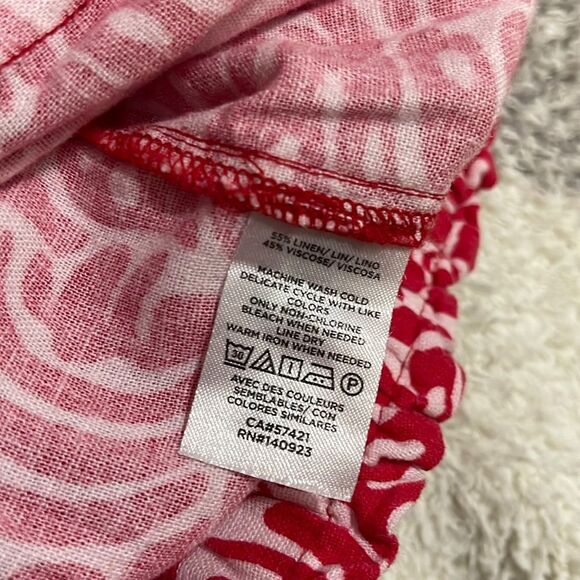 55% LINEN/ LIN/ LINO
45% VISCOSE/ VISCOSA
MACHINE WASH COLD
DELICATE CYCLE WITH LIKE
COLORS
ONLY NON-CHLORINE
BLEACH WHEN NEEDED
LINE DRY
WARM IRON WHEN NEEDED
30 P
AVEC DES COULEURS
SEMBLABLES/ CON
COLORES SIMILARES
CA#57421
RN#140923